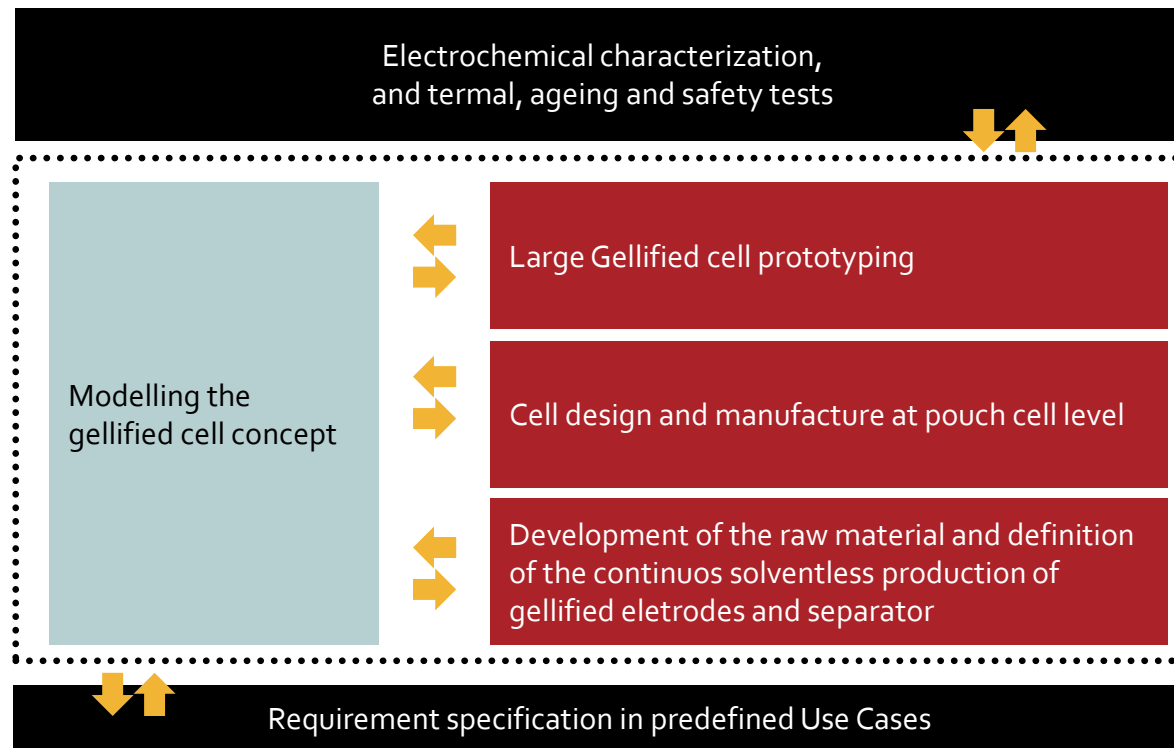 Electrochemical characterization,
and termal, ageing and safety tests
Large Gellified cell prototyping
Modelling the
gellified cell concept
Cell design and manufacture at pouch cell level
Development of the raw material and definition
of the continuos solventless production of
gellified eletrodes and separator
Requirement specification in predefined Use Cases